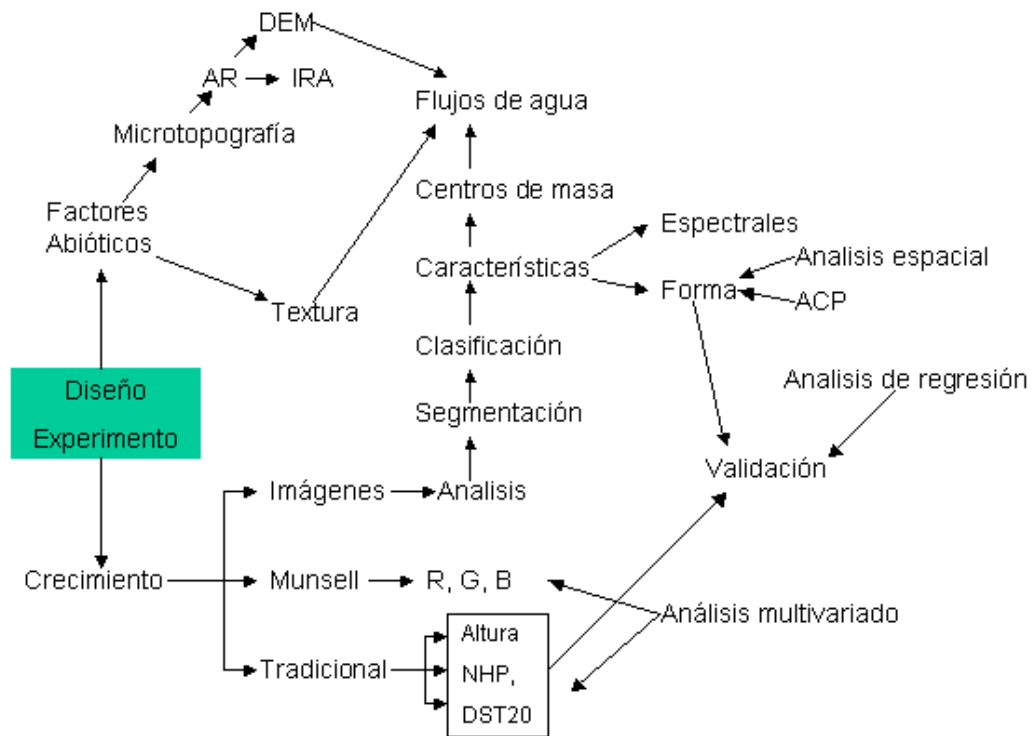 DEM
AR
IRA
Flujos de agua
Microtopografía
Centros de masa
Factores
Abióticos
Espectrales
Características
Analisis espacial
Forma
ACP
Textura
Clasificación
Diseño
Experimento
Analisis de regresión
Segmentación
Validación
Imágenes
Analisis
Crecimiento
Munsell
R, G, B
Análisis multivariado
Tradicional
Altura
NHP,
DST20